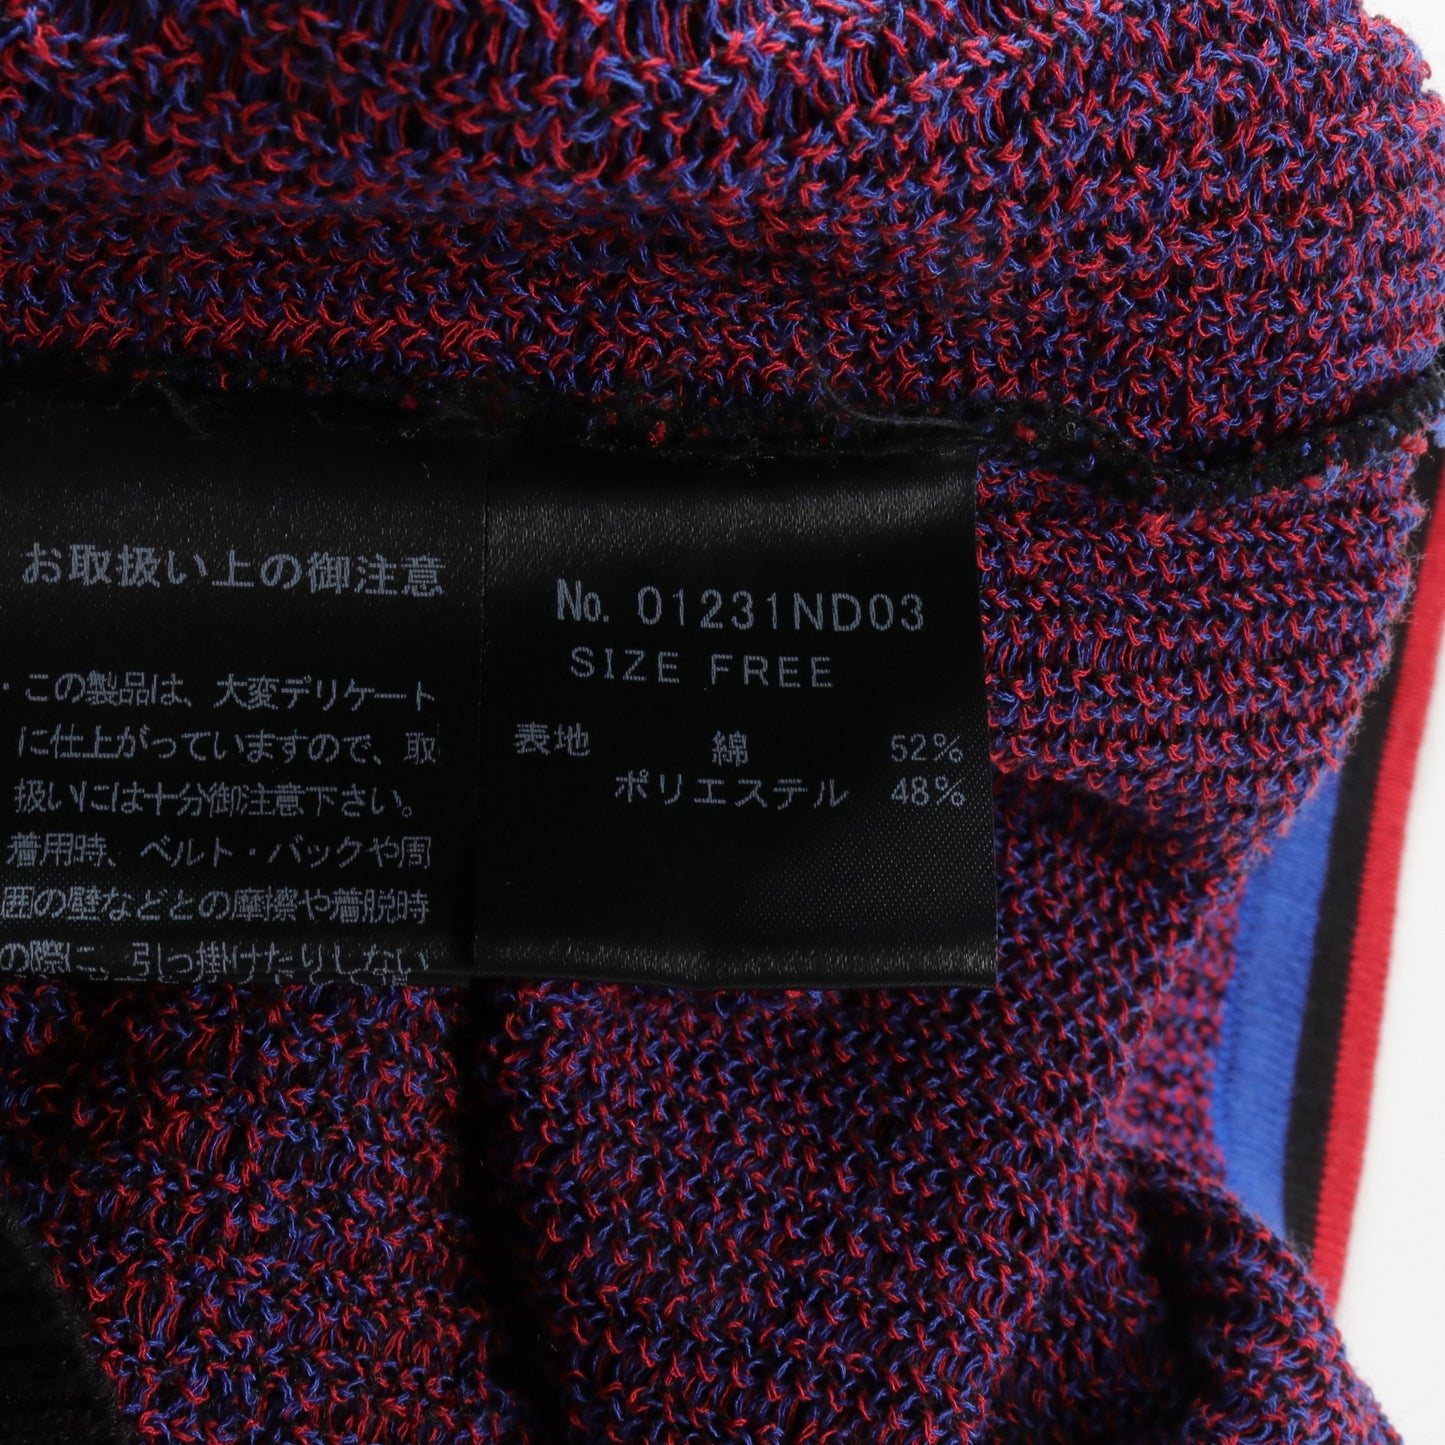 お取扱い上の御注意
・この製品は、大変デリケート
に仕上がっていますので、取
扱いには十分御注意下さい。
着用時、ベルト・バックや周
囲の壁などとの摩擦や着脱時
の際に、引っ掛けたりしない
No. 01231ND03
SIZE FREE
表地 綿 52%
ポリエステル 48%